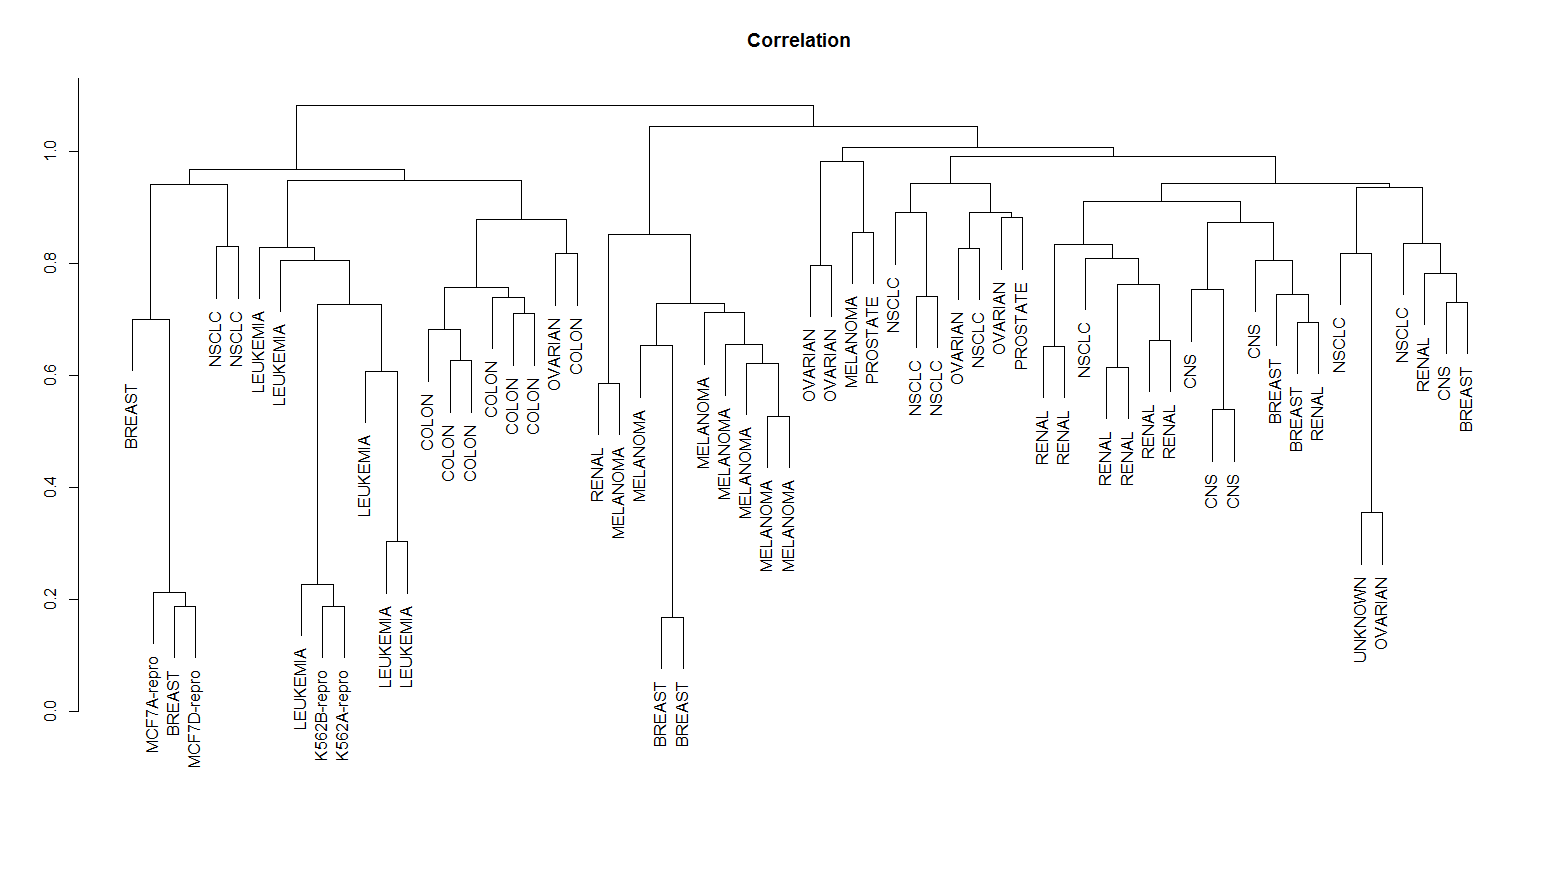 Correlation
1.0
0.8
0.6
0.4
0.2
0.0
BREAST
MCF7A-repro
BREAST
MCF7D-repro
NSCLC
NSCLC
LEUKEMIA
LEUKEMIA
LEUKEMIA
K562B-repro
K562A-repro
LEUKEMIA
LEUKEMIA
LEUKEMIA
COLON
COLON
COLON
COLON
COLON
COLON
OVARIAN
COLON
RENAL
MELANOMA
MELANOMA
BREAST
BREAST
MELANOMA
MELANOMA
MELANOMA
MELANOMA
MELANOMA
OVARIAN
OVARIAN
MELANOMA
PROSTATE
NSCLC
NSCLC
NSCLC
OVARIAN
NSCLC
OVARIAN
PROSTATE
RENAL
RENAL
NSCLC
RENAL
RENAL
RENAL
RENAL
CNS
CNS
CNS
CNS
BREAST
BREAST
RENAL
NSCLC
UNKNOWN
OVARIAN
NSCLC
RENAL
CNS
BREAST